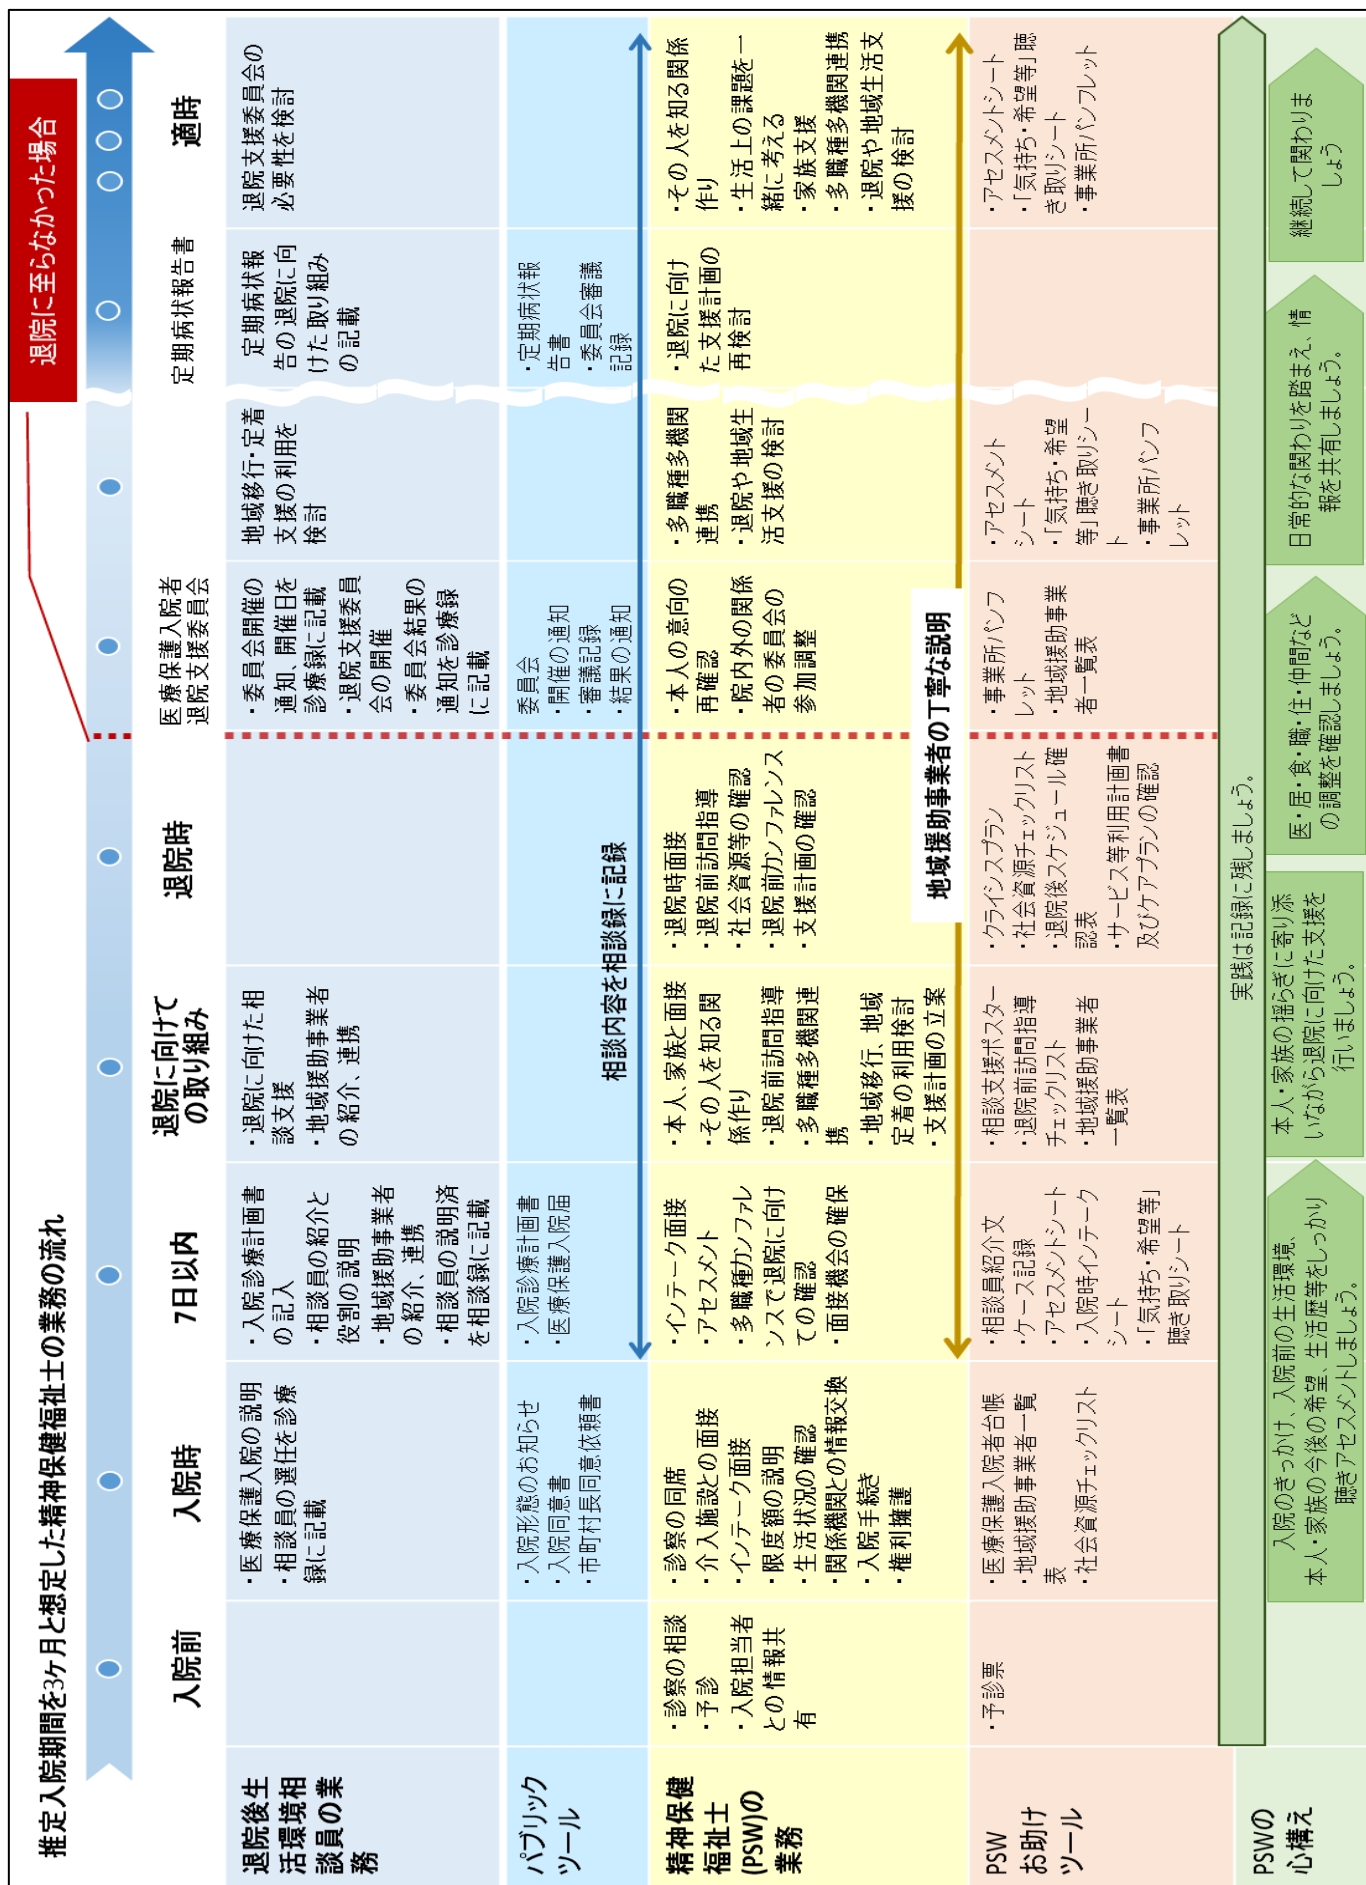 推定入院期間を3ヶ月と想定した精神保健福祉士の業務の流れ
退院に至らなかった場合
入院前
入院時
7日以内
退院に向けて
の取り組み
退院時
医療保護入院者
退院支援委員会
定期病状報告書
適時
退院後生
活環境相
談員の業
務
・医療保護入院の説明
・相談員の選任を診療
録に記載
・入院診療計画書
の記入
・相談員の紹介と
役割の説明
・地域援助事業者
の紹介、連携
・相談員の説明済
を相談録に記載
・退院に向けた相
談支援
・地域援助事業者
の紹介、連携
・委員会開催の
通知、開催日を
診療録に記載
・退院支援委員
会の開催
・委員会結果の
通知を診療録
に記載
地域移行・定着
支援の利用を
検討
定期病状報
告の退院に向
けた取り組み
の記載
退院支援委員会の
必要性を検討
パブリック
ツール
・入院形態のお知らせ
・入院同意書
・市町村長同意依頼書
・入院診療計画書
・医療保護入院届
委員会
・開催の通知
・審議記録
・結果の通知
・定期病状報
告書
・委員会審議
記録
相談内容を相談録に記録
精神保健
福祉士
(PSW)の
業務
・診察の相談
・予診
・入院担当者
との情報共
有
・診察の同席
・介入施設との面接
・インテーク面接
・限度額の説明
・生活状況の確認
・関係機関との情報交換
・入院手続き
・権利擁護
・インテーク面接
・アセスメント
・多職種カンファレ
ンスで退院に向け
ての確認
・面接機会の確保
・本人、家族と面接
・その人を知る関
係作り
・退院前訪問指導
・多職種多機関連
携
・地域移行、地域
定着の利用検討
・支援計画の立案
・退院時面接
・退院前訪問指導
・社会資源等の確認
・退院前カンファレンス
・支援計画の確認
・本人の意向の
再確認
・院内外の関係
者の委員会の
参加調整
・多職種多機関
連携
・退院や地域生
活支援の検討
・退院に向け
た支援計画の
再検討
・その人を知る関係
作り
・生活上の課題を一
緒に考える
・家族支援
・多職種多機関連携
・退院や地域生活支
援の検討
地域援助事業者の丁寧な説明
PSW
お助け
ツール
・予診票
・医療保護入院者台帳
・地域援助事業者一覧
表
・社会資源チェックリスト
・相談員紹介文
・ケース記録
・アセスメントシート
・入院時インテーク
シート
・「気持ち・希望等」
聴き取りシート
・相談支援ポスター
・退院前訪問指導
チェックリスト
・地域援助事業者
一覧表
・クライシスプラン
・社会資源チェックリスト
・退院後スケジュール確
認表
・サービス等利用計画書
及びケアプランの確認
・事業所パンフ
レット
・地域援助事業
者一覧表
・アセスメント
シート
・「気持ち・希望
等」聴き取りシー
ト
・事業所パンフ
レット
・アセスメントシート
・「気持ち・希望等」聴
き取りシート
・事業所パンフレット
実践は記録に残しましょう。
PSWの
心構え
入院のきっかけ、入院前の生活環境、
本人・家族の今後の希望、生活歴等をしっかり
聴きアセスメントしましょう。
本人・家族の揺らぎに寄り添
いながら退院に向けた支援を
行いましょう。
医・居・食・職・住・仲間など
の調整を確認しましょう。
日常的な関わりを踏まえ、情
報を共有しましょう。
継続して関わりま
しょう